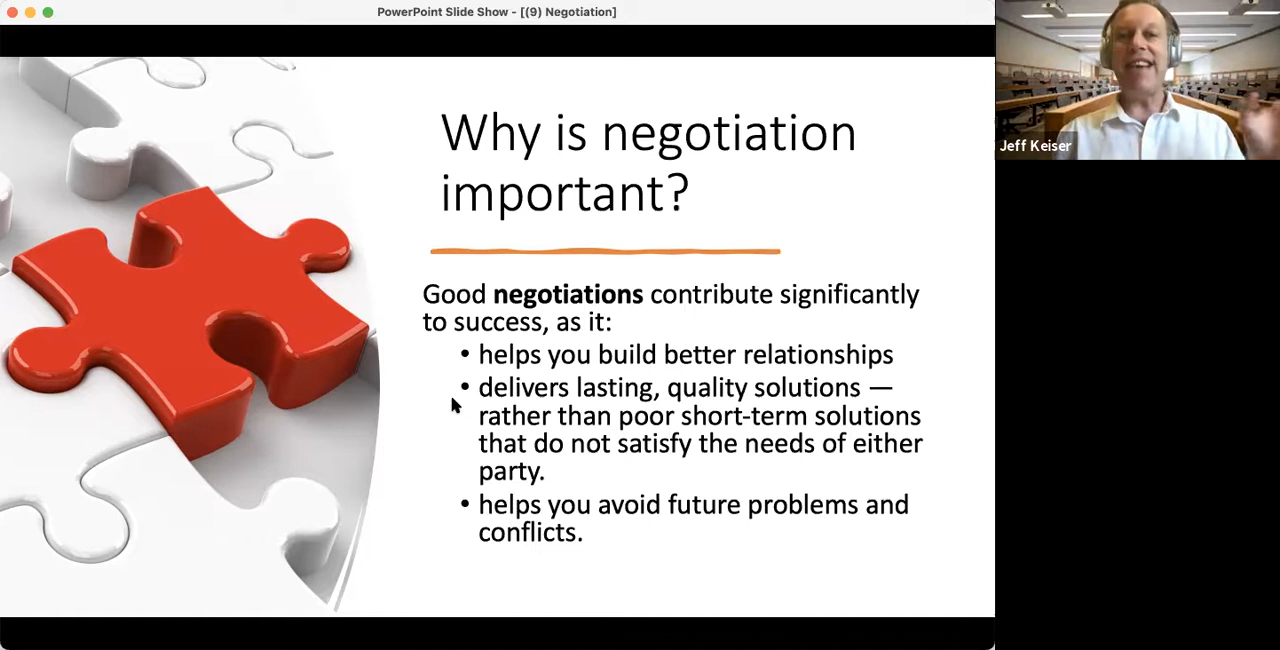 PowerPoint Slide Show - [(9) Negotiation]
Why is negotiation
important?
Good negotiations contribute significantly
to success, as it:
• helps you build better relationships
• delivers lasting, quality solutions —
rather than poor short-term solutions
that do not satisfy the needs of either
party.
• helps you avoid future problems and
conflicts.
Jeff Keiser